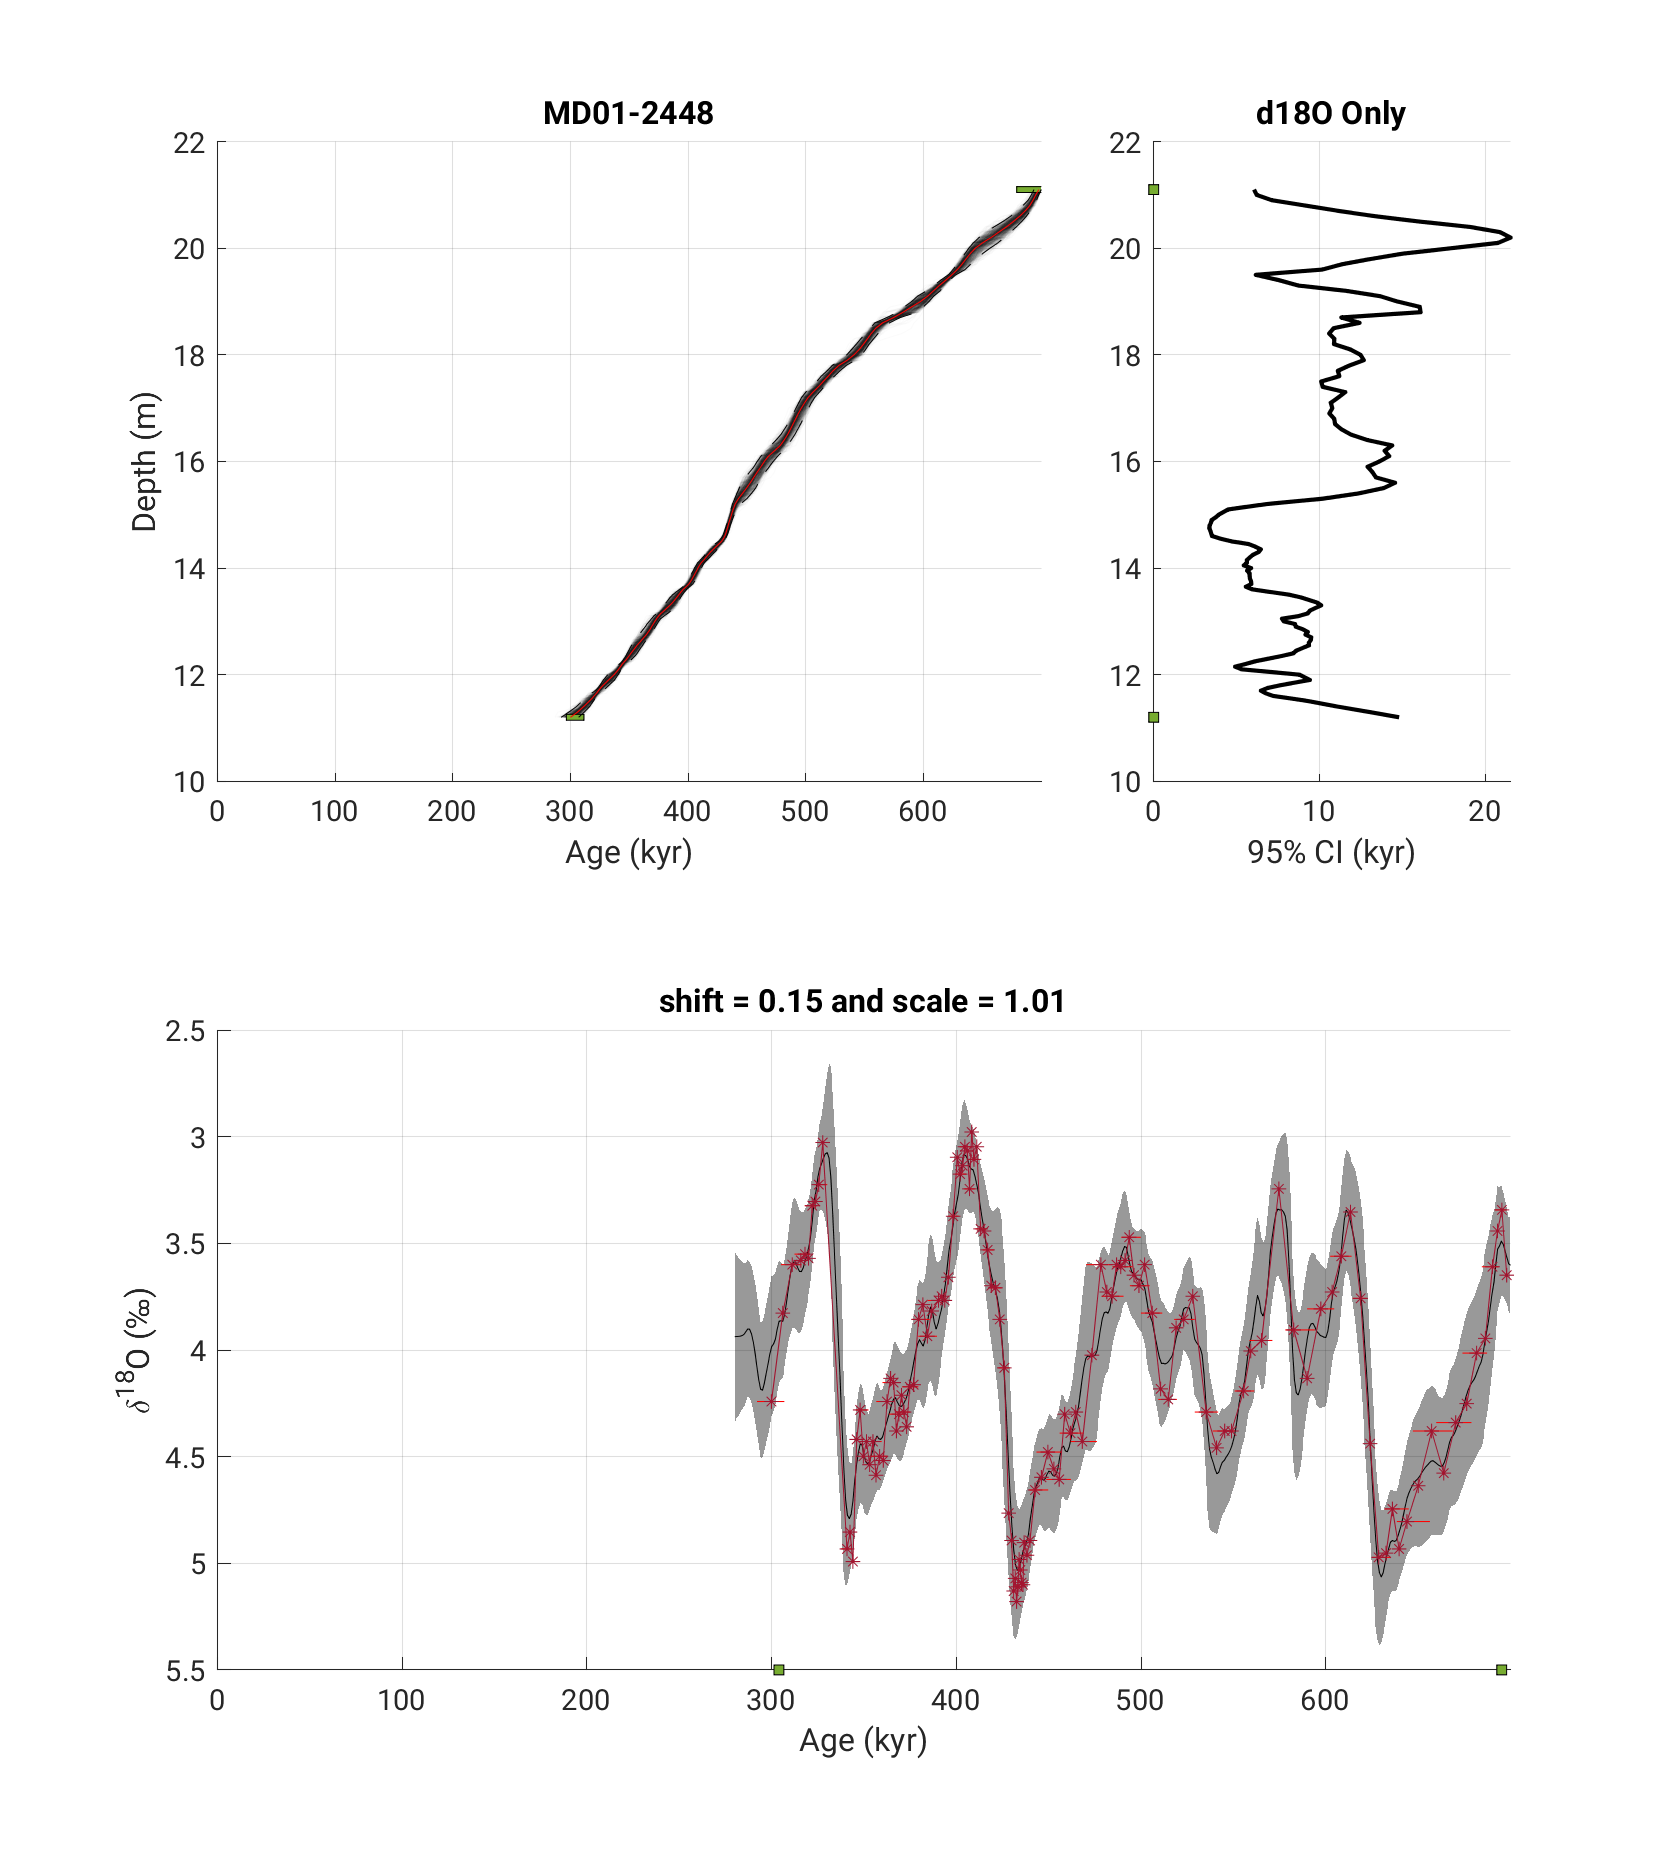 MD01-2448
d18O Only
22
20
18
16
14
12
10
Depth (m)
0 100 200 300 400 500 600
Age (kyr)
22
20
18
16
14
12
10
0 10 20
95% CI (kyr)
shift = 0.15 and scale = 1.01
2.5
3
3.5
4
4.5
5
5.5
δ¹⁸O (‰)
0 100 200 300 400 500 600
Age (kyr)